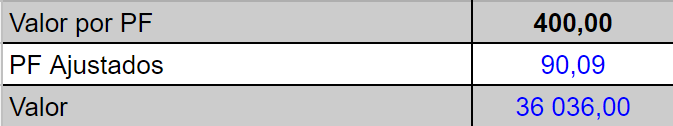 Valor por PF 400,00
PF Ajustados 90,09
Valor 36 036,00